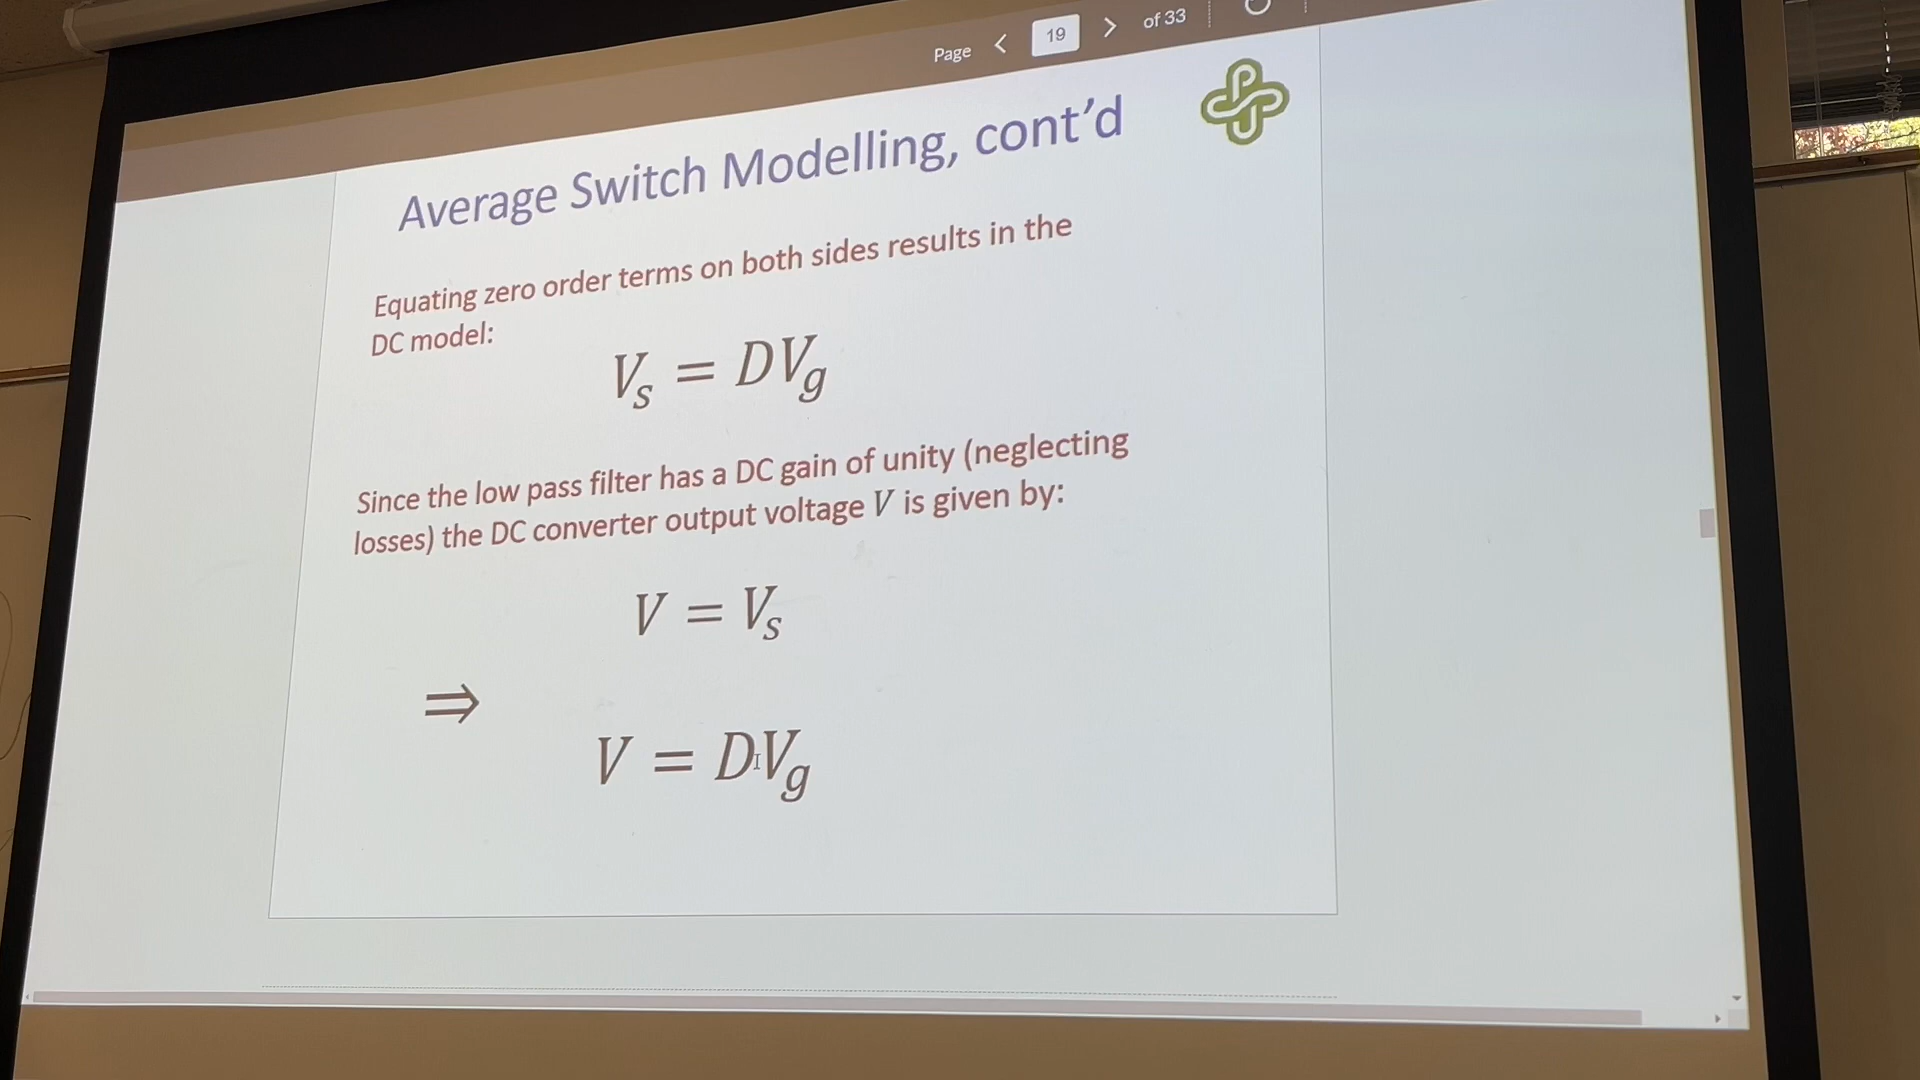 Page < 19 > of 33
Average Switch Modelling, cont'd
Equating zero order terms on both sides results in the
DC model:
V_s = DV_g
Since the low pass filter has a DC gain of unity (neglecting
losses) the DC converter output voltage V is given by:
V = V_s
⇒
V = DV_g